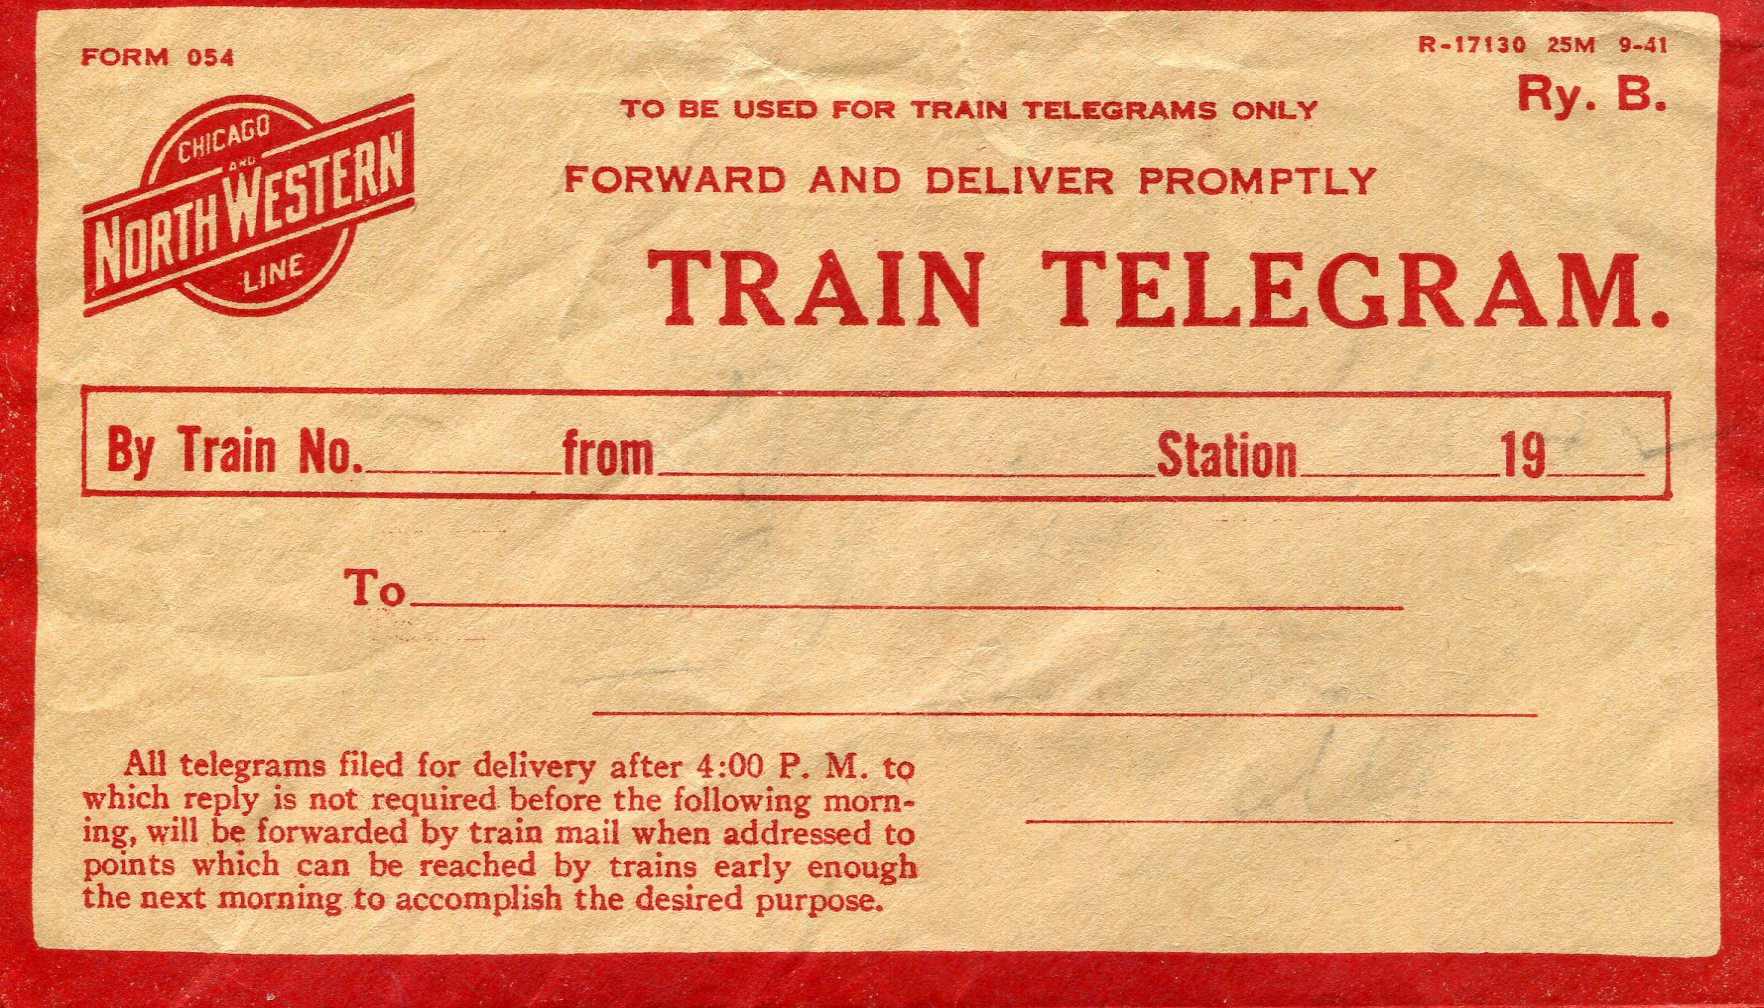 FORM 054
R-17130 25M 9-41
Ry. B.
CHICAGO
AND
NORTH WESTERN
LINE
TO BE USED FOR TRAIN TELEGRAMS ONLY
FORWARD AND DELIVER PROMPTLY
TRAIN TELEGRAM.
By Train No. from Station 19
To
All telegrams filed for delivery after 4:00 P. M. to
which reply is not required before the following morn-
ing, will be forwarded by train mail when addressed to
points which can be reached by trains early enough
the next morning to accomplish the desired purpose.